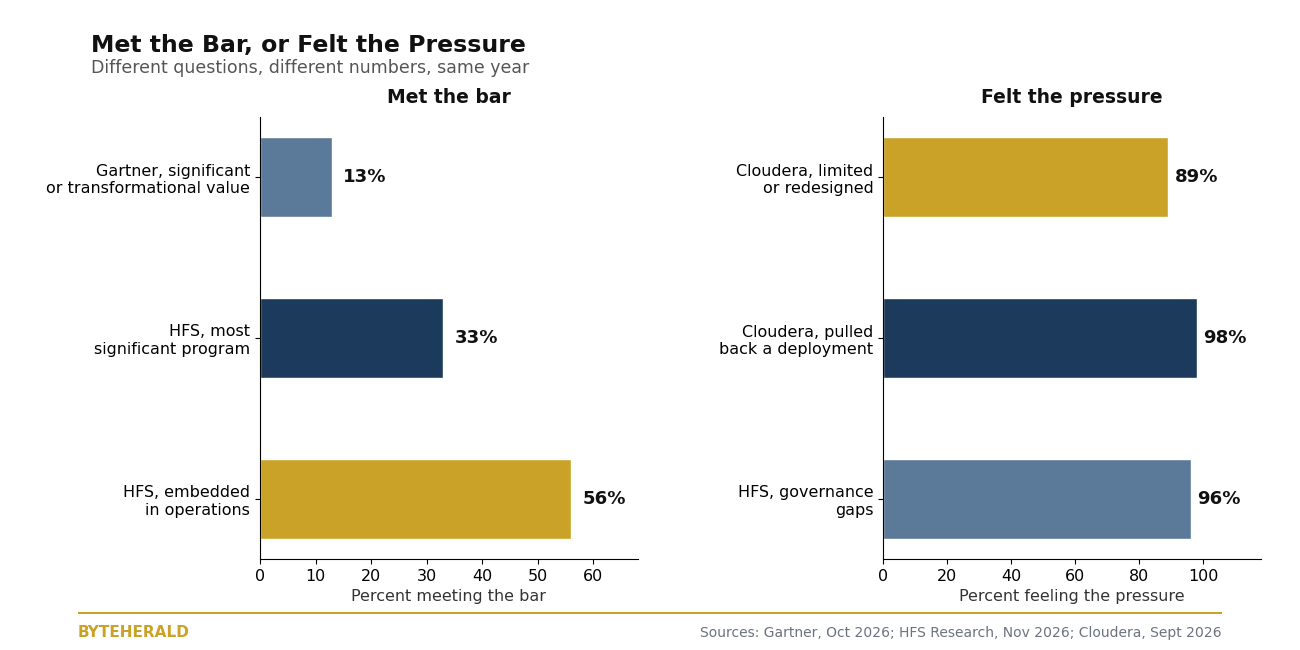 Met the Bar, or Felt the Pressure
Different questions, different numbers, same year
Met the bar
Gartner, significant
or transformational value
13%
HFS, most
significant program
33%
HFS, embedded
in operations
56%
0 10 20 30 40 50 60
Percent meeting the bar
Felt the pressure
Cloudera, limited
or redesigned
89%
Cloudera, pulled
back a deployment
98%
HFS, governance
gaps
96%
0 20 40 60 80 100
Percent feeling the pressure
BYTEHERALD
Sources: Gartner, Oct 2026; HFS Research, Nov 2026; Cloudera, Sept 2026